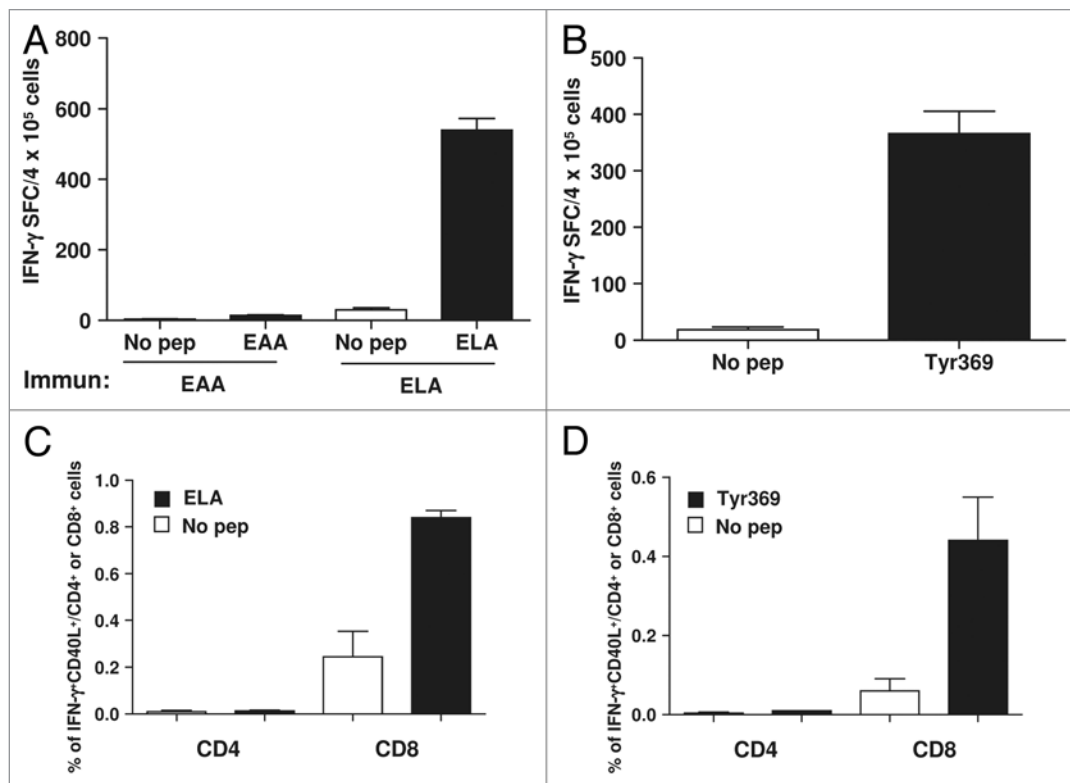 A
IFN-γ SFC/4 x 10⁵ cells
800
600
400
200
0
No pep EAA No pep ELA
Immun: EAA ELA
B
IFN-γ SFC/4 x 10⁵ cells
500
400
300
200
100
0
No pep Tyr369
C
% of IFN-γ⁺CD40L⁺/CD4⁺ or CD8⁺ cells
1.0
0.8
0.6
0.4
0.2
0.0
ELA
No pep
CD4 CD8
D
% of IFN-γ⁺CD40L⁺/CD4⁺ or CD8⁺ cells
0.6
0.4
0.2
0.0
Tyr369
No pep
CD4 CD8